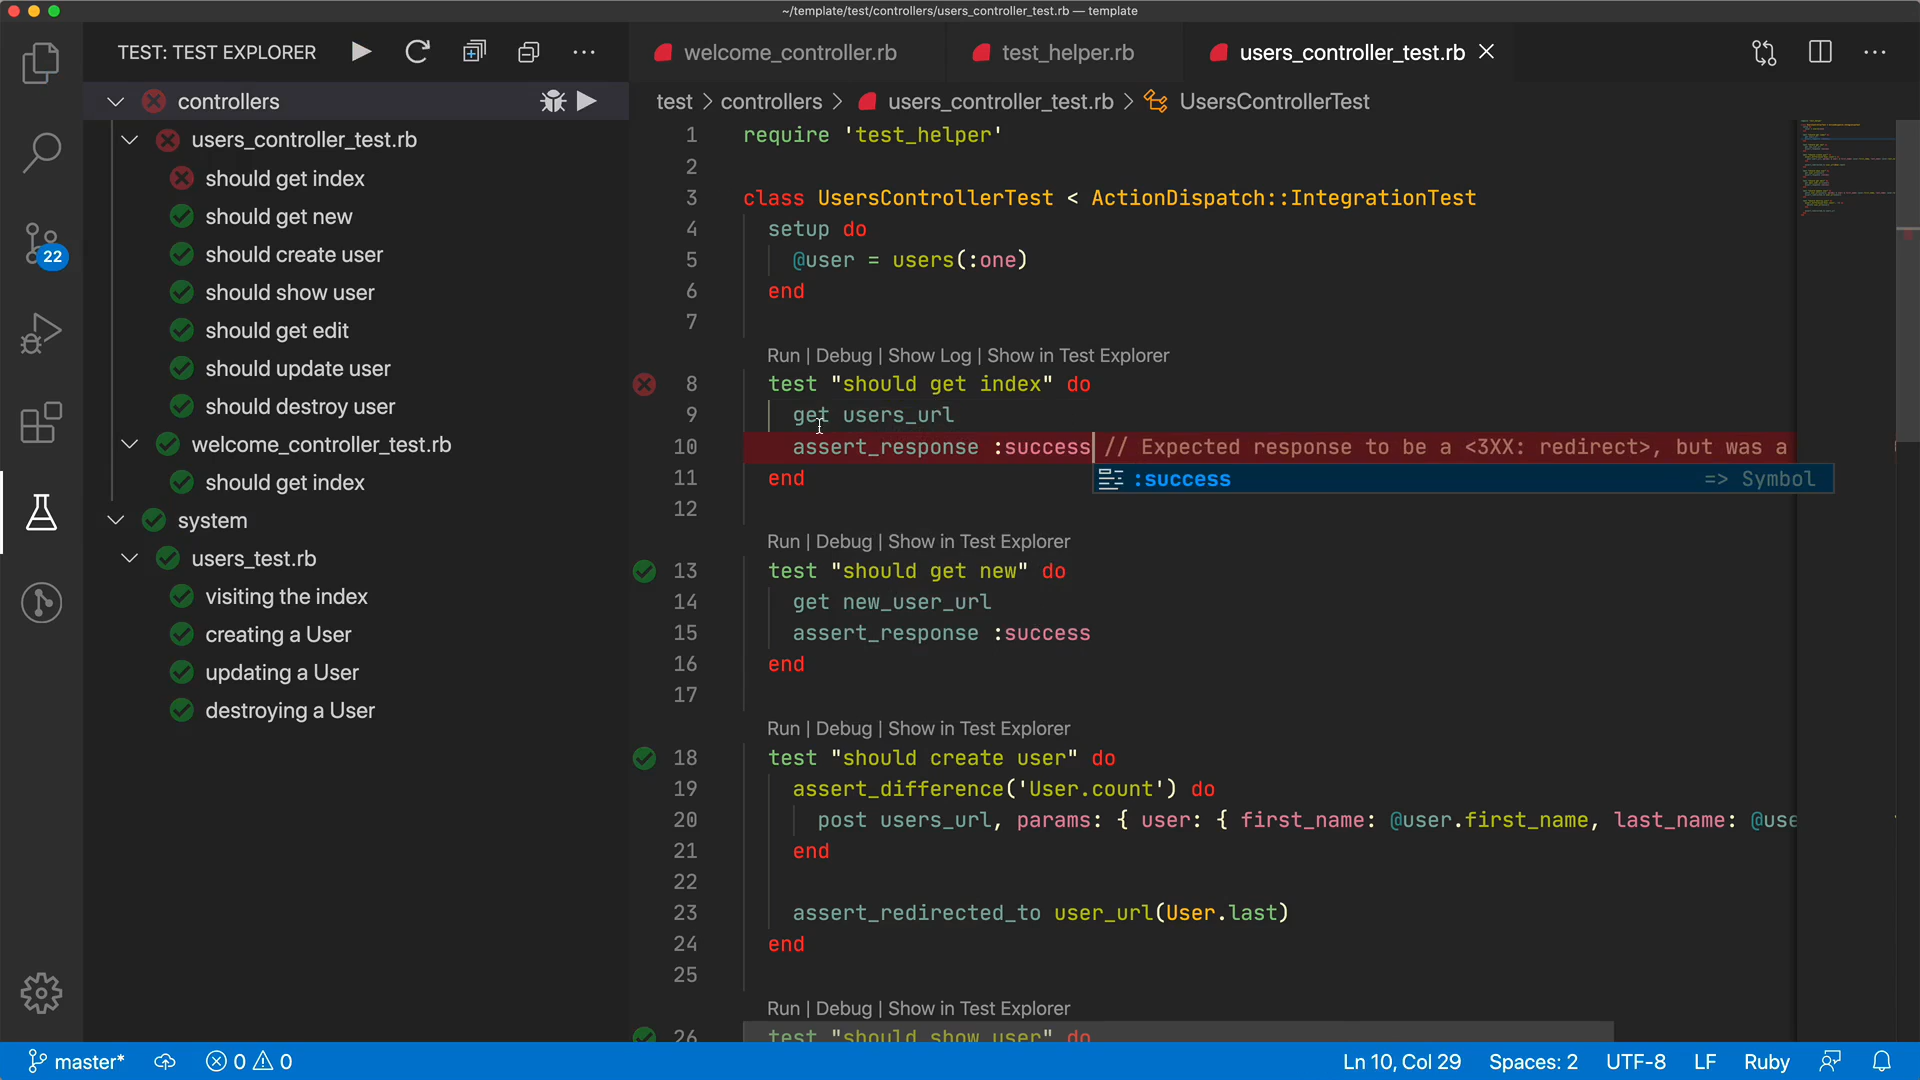 ~/template/test/controllers/users_controller_test.rb — template
TEST: TEST EXPLORER
welcome_controller.rb
test_helper.rb
users_controller_test.rb
controllers
users_controller_test.rb
should get index
should get new
should create user
should show user
should get edit
should update user
should destroy user
welcome_controller_test.rb
should get index
system
users_test.rb
visiting the index
creating a User
updating a User
destroying a User
22
test > controllers > users_controller_test.rb > UsersControllerTest
1 require 'test_helper'
2
3 class UsersControllerTest < ActionDispatch::IntegrationTest
4 setup do
5 @user = users(:one)
6 end
7
Run | Debug | Show Log | Show in Test Explorer
8 test "should get index" do
9 get users_url
10 assert_response :success // Expected response to be a <3XX: redirect>, but was a
:success => Symbol
11 end
12
Run | Debug | Show in Test Explorer
13 test "should get new" do
14 get new_user_url
15 assert_response :success
16 end
17
Run | Debug | Show in Test Explorer
18 test "should create user" do
19 assert_difference('User.count') do
20 post users_url, params: { user: { first_name: @user.first_name, last_name: @use
21 end
22
23 assert_redirected_to user_url(User.last)
24 end
25
Run | Debug | Show in Test Explorer
26 test "should show user" do
master* 0 0
Ln 10, Col 29 Spaces: 2 UTF-8 LF Ruby